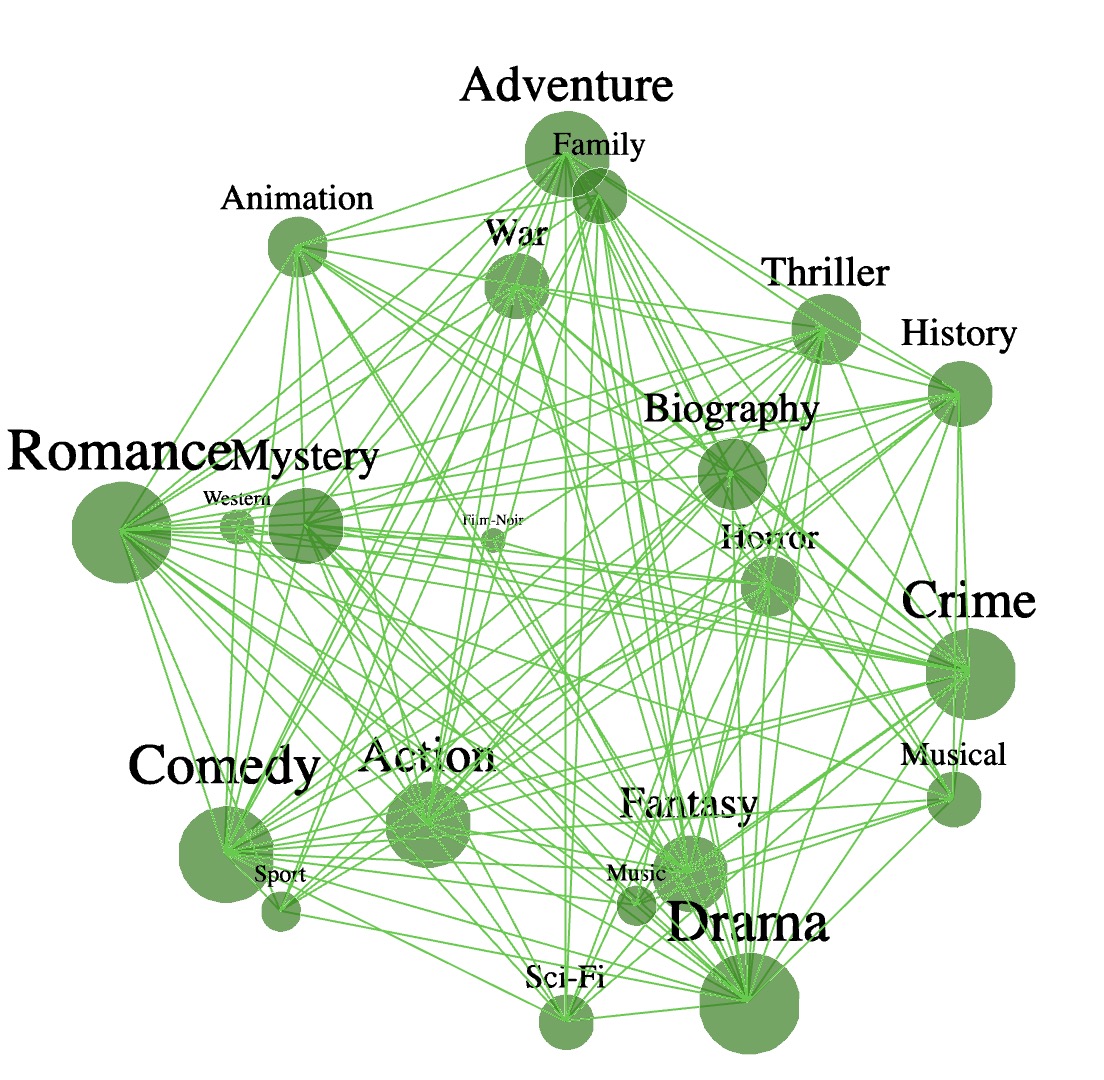 Adventure
Family
Animation
War
Thriller
History
Biography
Romance
Mystery
Western
Film-Noir
Horror
Crime
Musical
Comedy
Action
Fantasy
Sport
Music
Drama
Sci-Fi